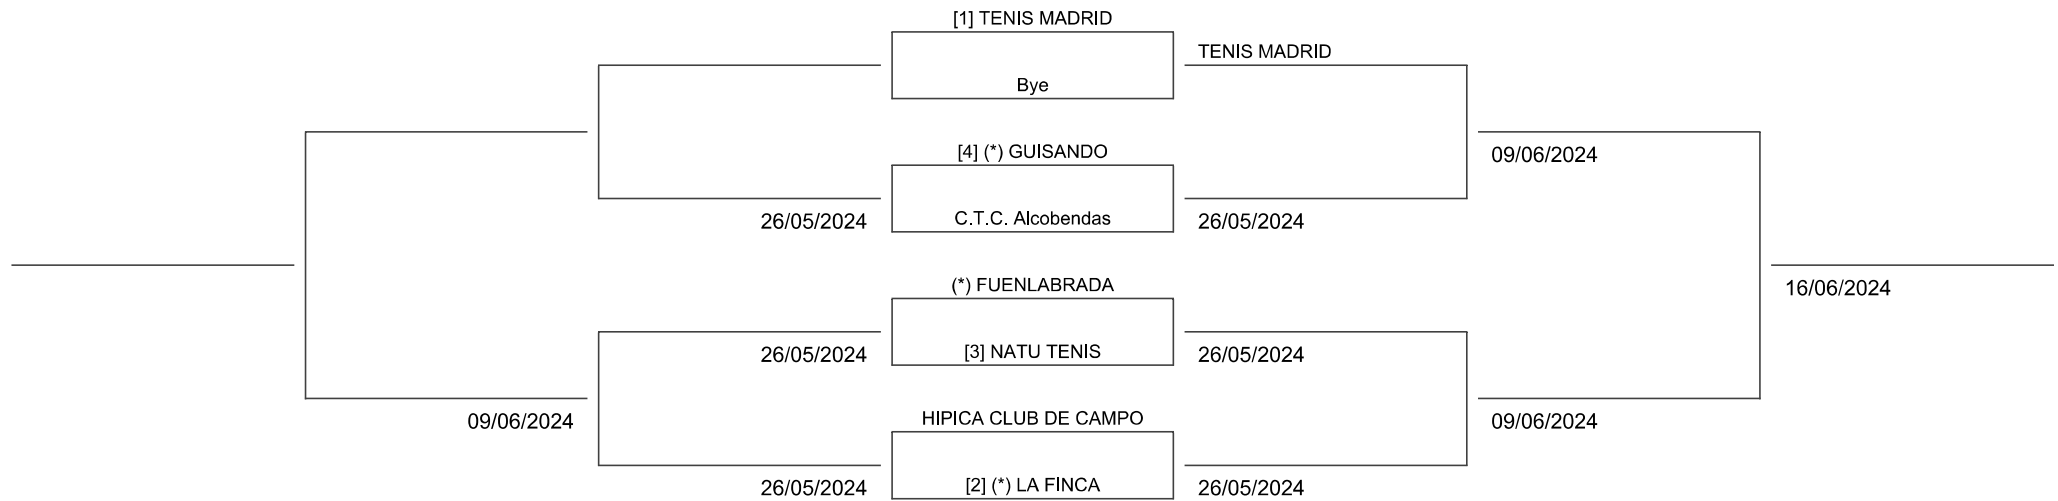 [1] TENIS MADRID
TENIS MADRID
Bye
[4] (*) GUISANDO
09/06/2024
C.T.C. Alcobendas
26/05/2024
26/05/2024
(*) FUENLABRADA
16/06/2024
[3] NATU TENIS
26/05/2024
26/05/2024
HIPICA CLUB DE CAMPO
09/06/2024
09/06/2024
[2] (*) LA FINCA
26/05/2024
26/05/2024